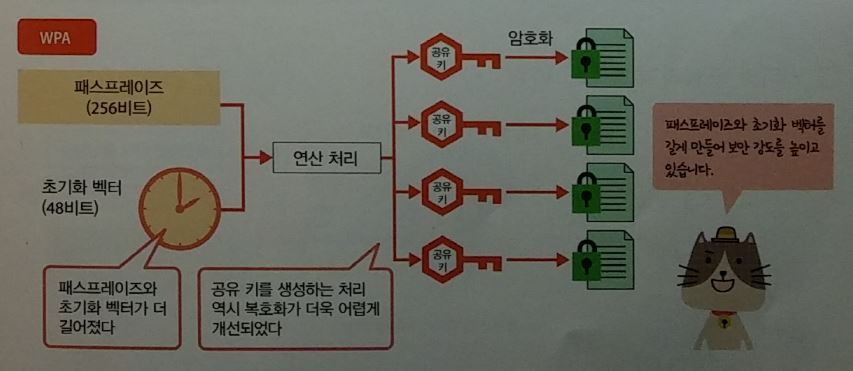 WPA
패스프레이즈
(256비트)
초기화 벡터
(48비트)
연산 처리
공유
키
공유
키
공유
키
공유
키
암호화
패스프레이즈와
초기화 벡터가 더
길어졌다
공유 키를 생성하는 처리
역시 복호화가 더욱 어렵게
개선되었다
패스프레이즈와 초기화 벡터를
길게 만들어 보안 강도를 높이고
있습니다.